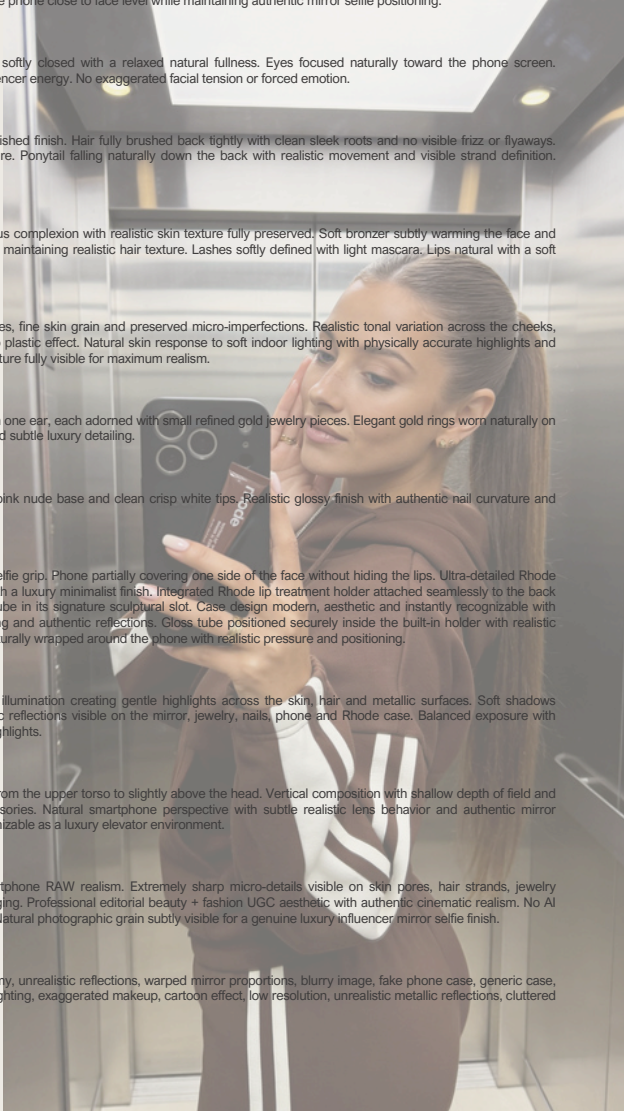 e phone close to face level while maintaining authentic mirror selfie positioning.
softly closed with a relaxed natural fullness. Eyes focused naturally toward the phone screen.
encer energy. No exaggerated facial tension or forced emotion.
ished finish. Hair fully brushed back tightly with clean sleek roots and no visible frizz or flyaways.
re. Ponytail falling naturally down the back with realistic movement and visible strand definition.
us complexion with realistic skin texture fully preserved. Soft bronzer subtly warming the face and
maintaining realistic hair texture. Lashes softly defined with light mascara. Lips natural with a soft
es, fine skin grain and preserved micro-imperfections. Realistic tonal variation across the cheeks,
plastic effect. Natural skin response to soft indoor lighting with physically accurate highlights and
ture fully visible for maximum realism.
one ear, each adorned with small refined gold jewelry pieces. Elegant gold rings worn naturally on
d subtle luxury detailing.
pink nude base and clean crisp white tips. Realistic glossy finish with authentic nail curvature and
rhode
elfie grip. Phone partially covering one side of the face without hiding the lips. Ultra-detailed Rhode
h a luxury minimalist finish. Integrated Rhode lip treatment holder attached seamlessly to the back
ube in its signature sculptural slot. Case design modern, aesthetic and instantly recognizable with
g and authentic reflections. Gloss tube positioned securely inside the built-in holder with realistic
turally wrapped around the phone with realistic pressure and positioning.
illumination creating gentle highlights across the skin, hair and metallic surfaces. Soft shadows
c reflections visible on the mirror, jewelry, nails, phone and Rhode case. Balanced exposure with
ghlights.
rom the upper torso to slightly above the head. Vertical composition with shallow depth of field and
sories. Natural smartphone perspective with subtle realistic lens behavior and authentic mirror
nizable as a luxury elevator environment.
tphone RAW realism. Extremely sharp micro-details visible on skin pores, hair strands, jewelry
ging. Professional editorial beauty + fashion UGC aesthetic with authentic cinematic realism. No AI
Natural photographic grain subtly visible for a genuine luxury influencer mirror selfie finish.
my, unrealistic reflections, warped mirror proportions, blurry image, fake phone case, generic case,
ghting, exaggerated makeup, cartoon effect, low resolution, unrealistic metallic reflections, cluttered